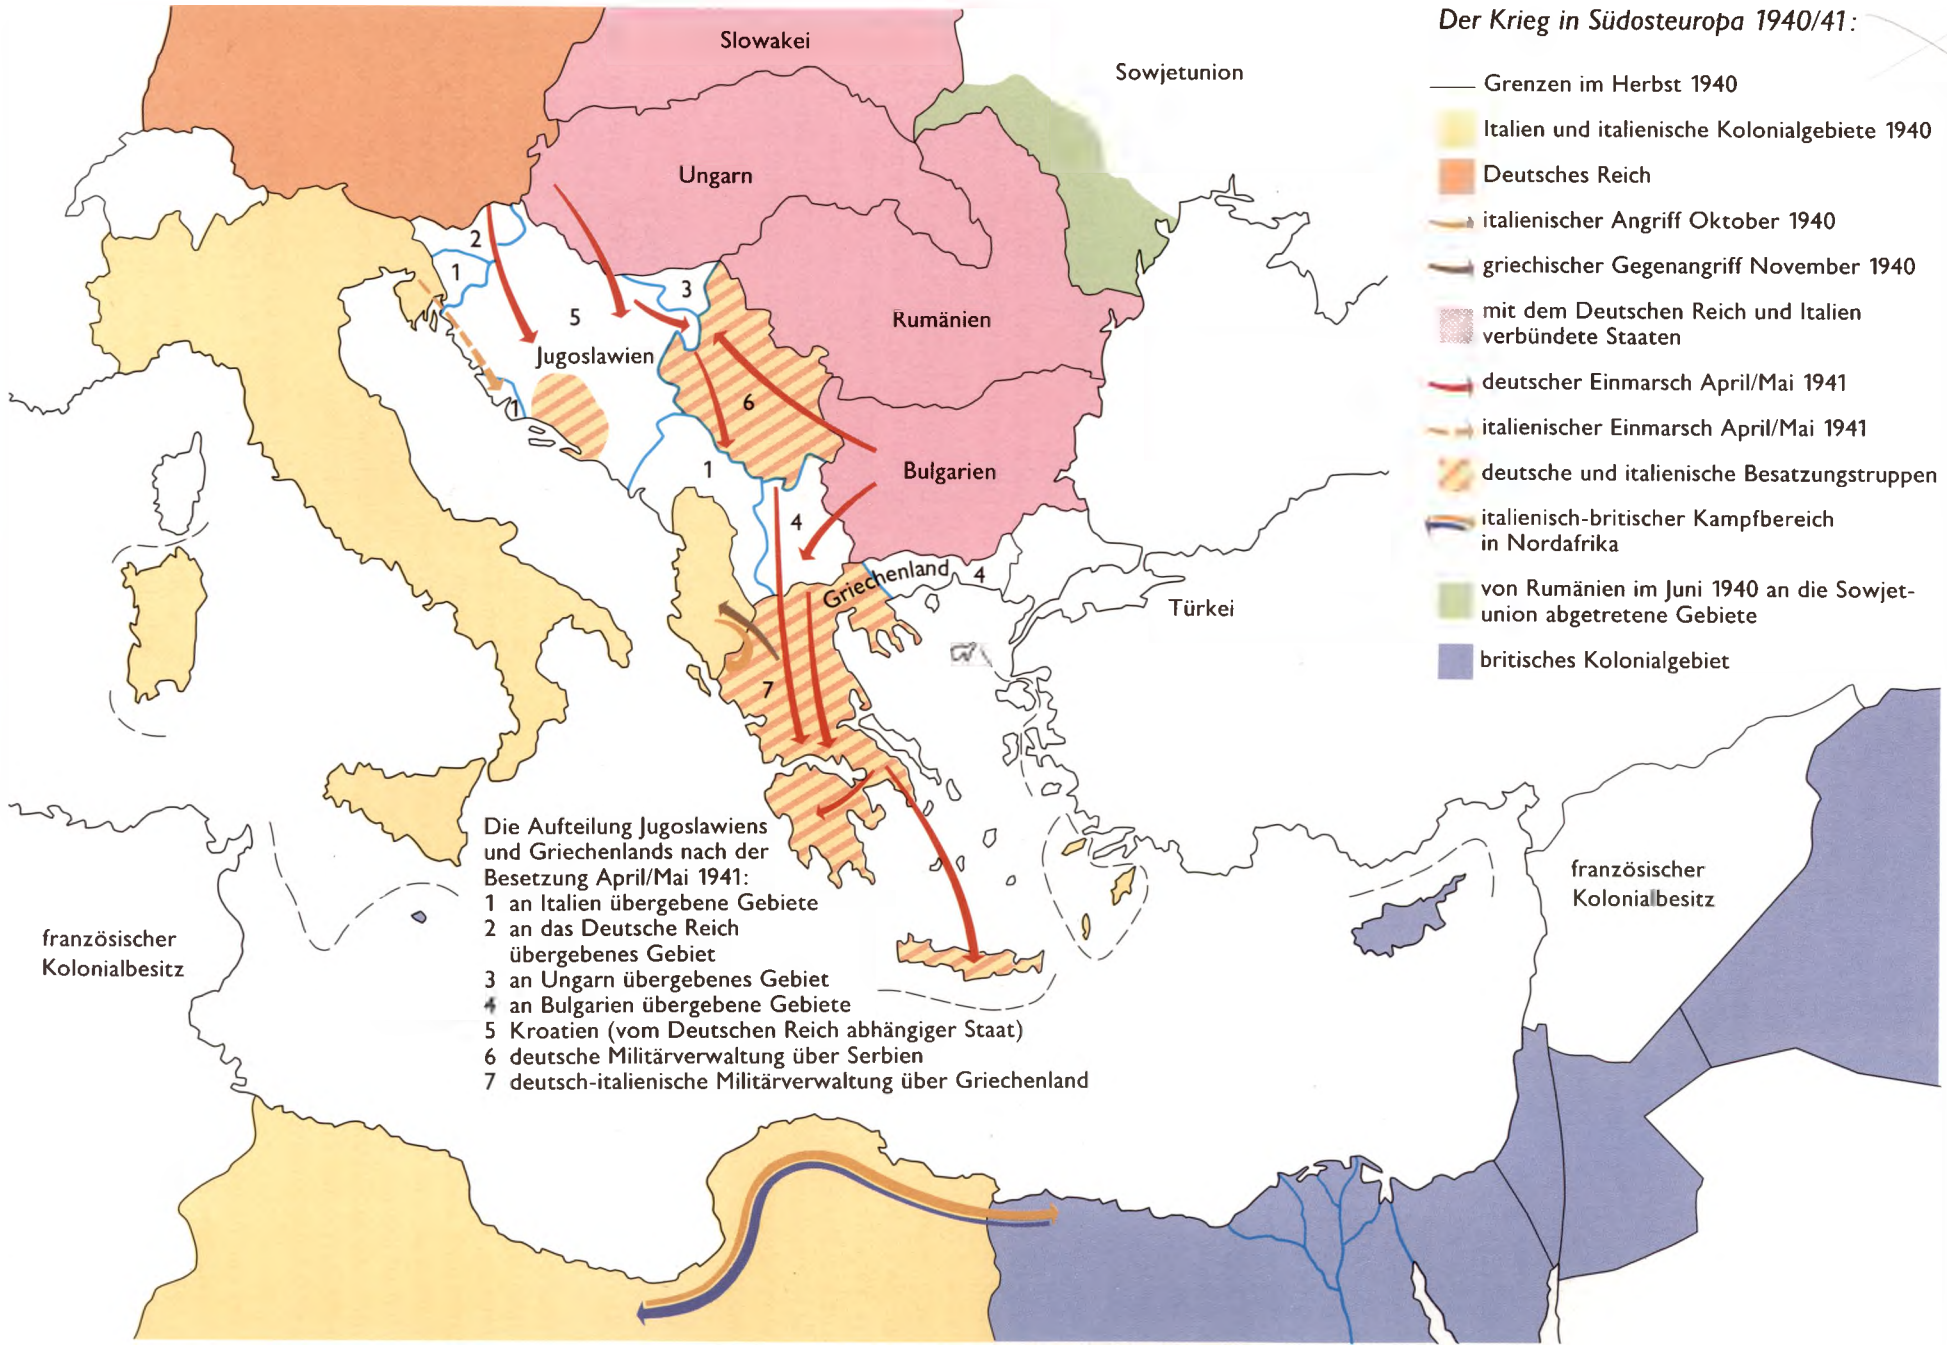 Der Krieg in Südosteuropa 1940/41:
Grenzen im Herbst 1940
Italien und italienische Kolonialgebiete 1940
Deutsches Reich
italienischer Angriff Oktober 1940
griechischer Gegenangriff November 1940
mit dem Deutschen Reich und Italien
verbündete Staaten
deutscher Einmarsch April/Mai 1941
italienischer Einmarsch April/Mai 1941
deutsche und italienische Besatzungstruppen
italienisch-britischer Kampfbereich
in Nordafrika
von Rumänien im Juni 1940 an die Sowjet-
union abgetretene Gebiete
britisches Kolonialgebiet
Slowakei
Sowjetunion
Ungarn
2
1
3
5
Rumänien
Jugoslawien
6
1
1
Bulgarien
4
Griechenland
4
Türkei
7
Die Aufteilung Jugoslawiens
und Griechenlands nach der
Besetzung April/Mai 1941:
1 an Italien übergebene Gebiete
2 an das Deutsche Reich
übergebenes Gebiet
3 an Ungarn übergebenes Gebiet
4 an Bulgarien übergebene Gebiete
5 Kroatien (vom Deutschen Reich abhängiger Staat)
6 deutsche Militärverwaltung über Serbien
7 deutsch-italienische Militärverwaltung über Griechenland
französischer
Kolonialbesitz
französischer
Kolonialbesitz